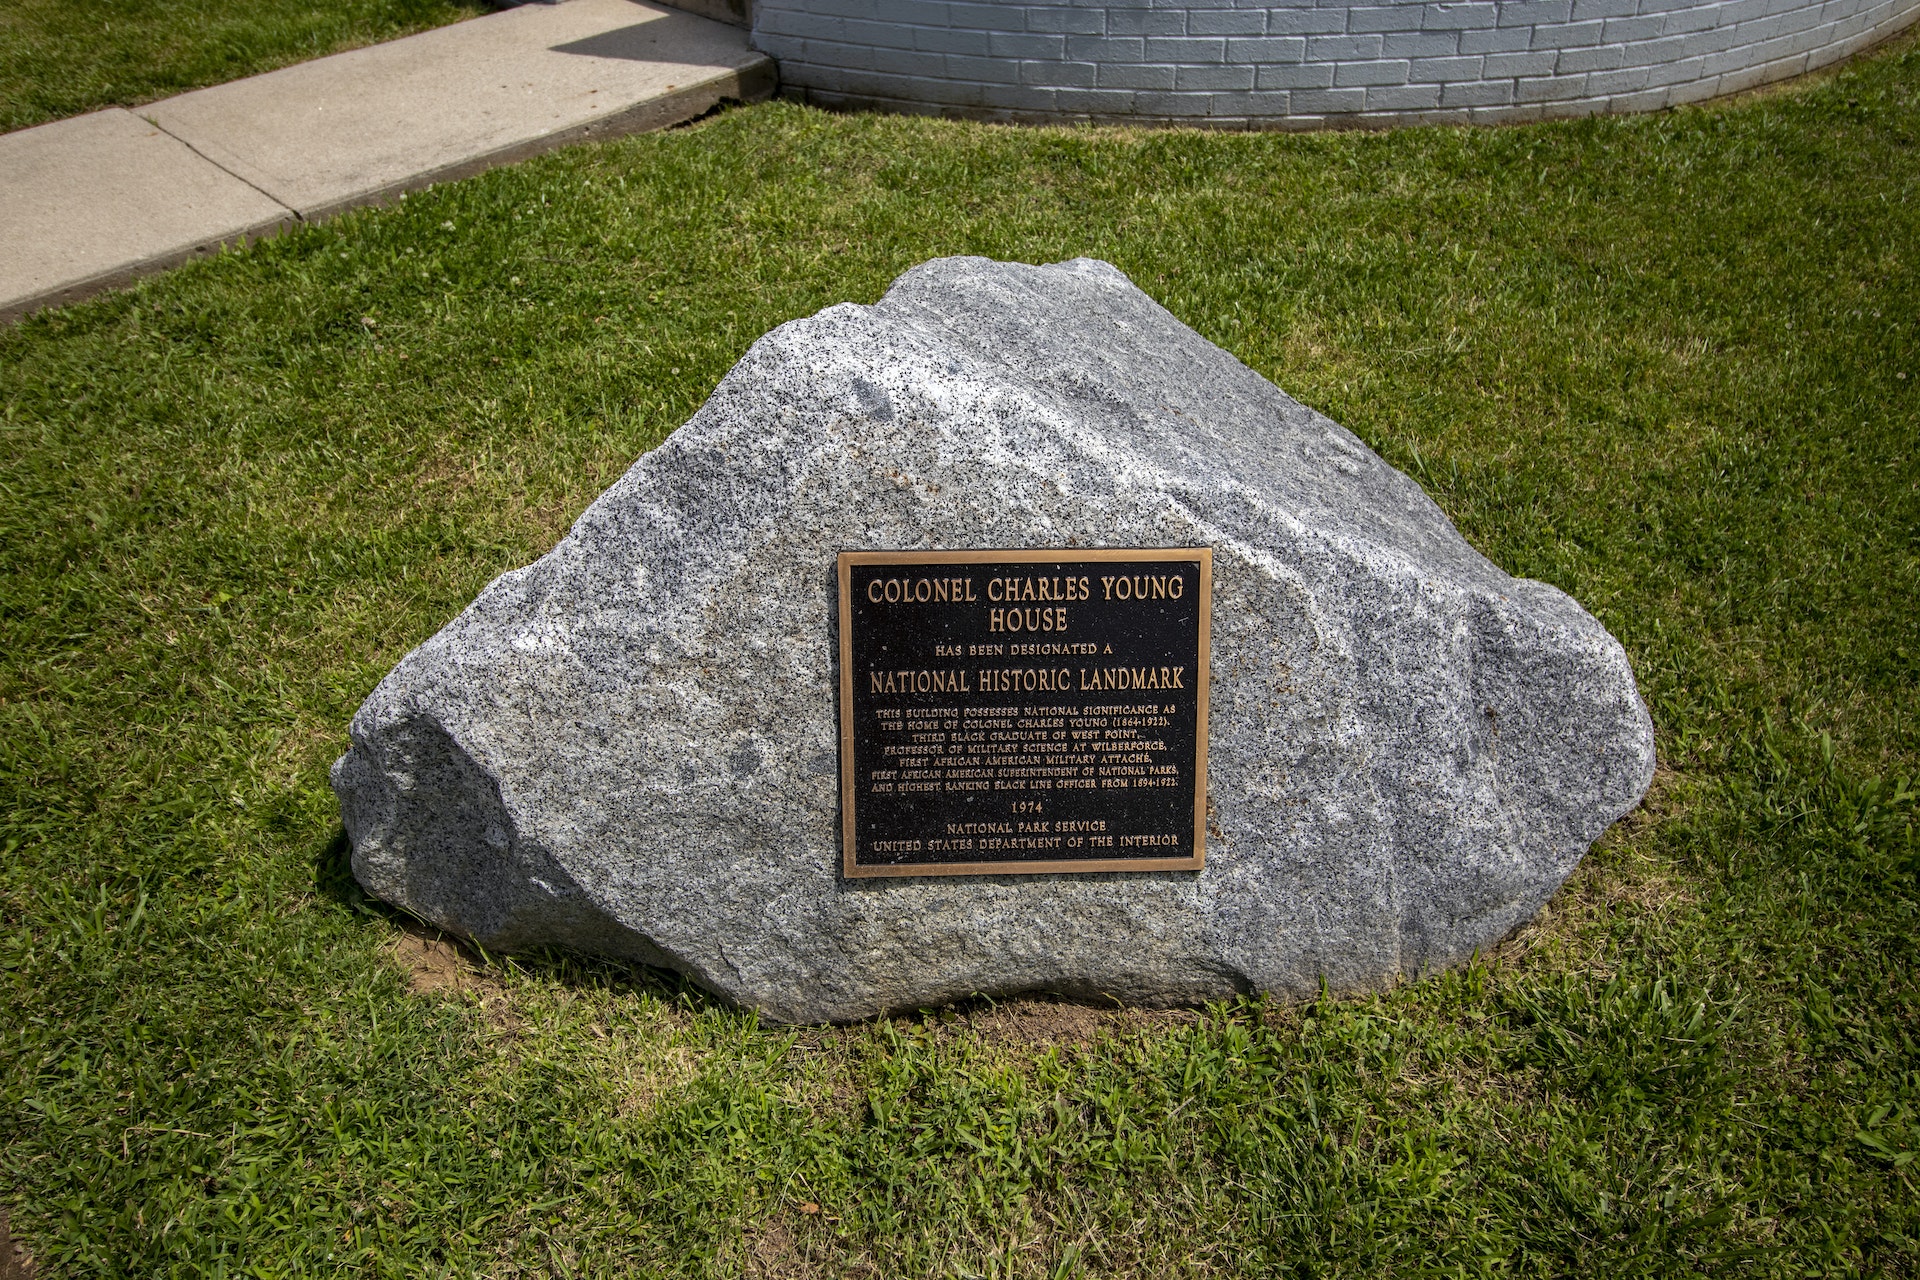 COLONEL CHARLES YOUNG
HOUSE
HAS BEEN DESIGNATED A
NATIONAL HISTORIC LANDMARK
THIS BUILDING POSSESSES NATIONAL SIGNIFICANCE AS
THE HOME OF COLONEL CHARLES YOUNG (1864-1922).
THIRD BLACK GRADUATE OF WEST POINT,
PROFESSOR OF MILITARY SCIENCE AT WILBERFORCE,
FIRST AFRICAN AMERICAN MILITARY ATTACHÉ,
FIRST AFRICAN AMERICAN SUPERINTENDENT OF NATIONAL PARKS,
AND HIGHEST RANKING BLACK LINE OFFICER FROM 1894-1922.
1974
NATIONAL PARK SERVICE
UNITED STATES DEPARTMENT OF THE INTERIOR